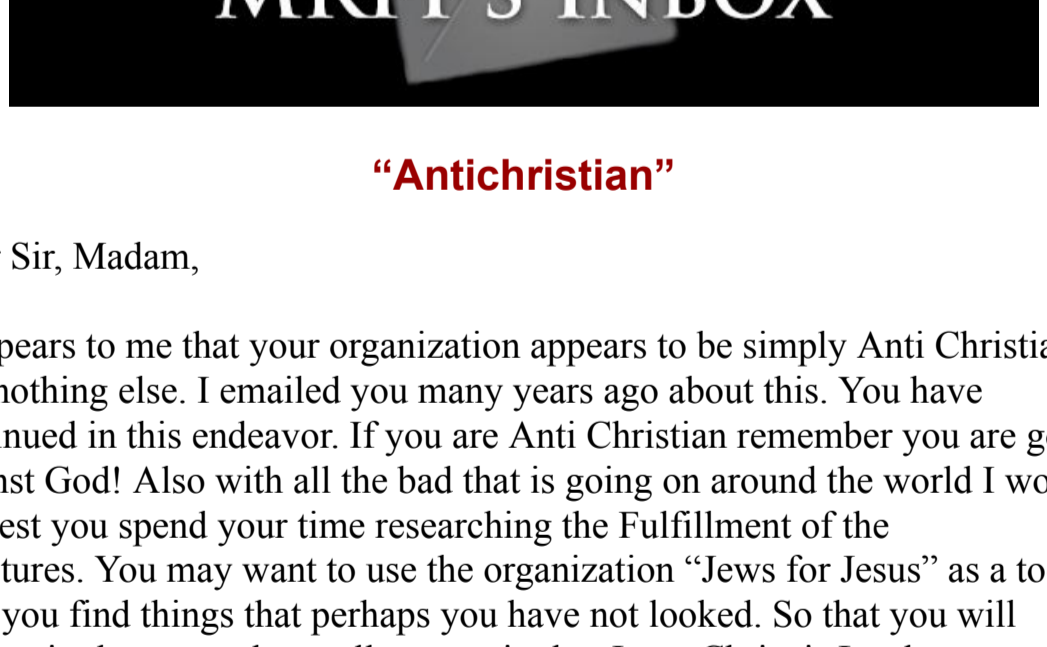 MRFF'S INBOX
“Antichristian”
Sir, Madam,
pears to me that your organization appears to be simply Anti Christia
nothing else. I emailed you many years ago about this. You have
nued in this endeavor. If you are Anti Christian remember you are g
nst God! Also with all the bad that is going on around the world I wo
est you spend your time researching the Fulfillment of the
tures. You may want to use the organization “Jews for Jesus” as a to
you find things that perhaps you have not looked. So that you will